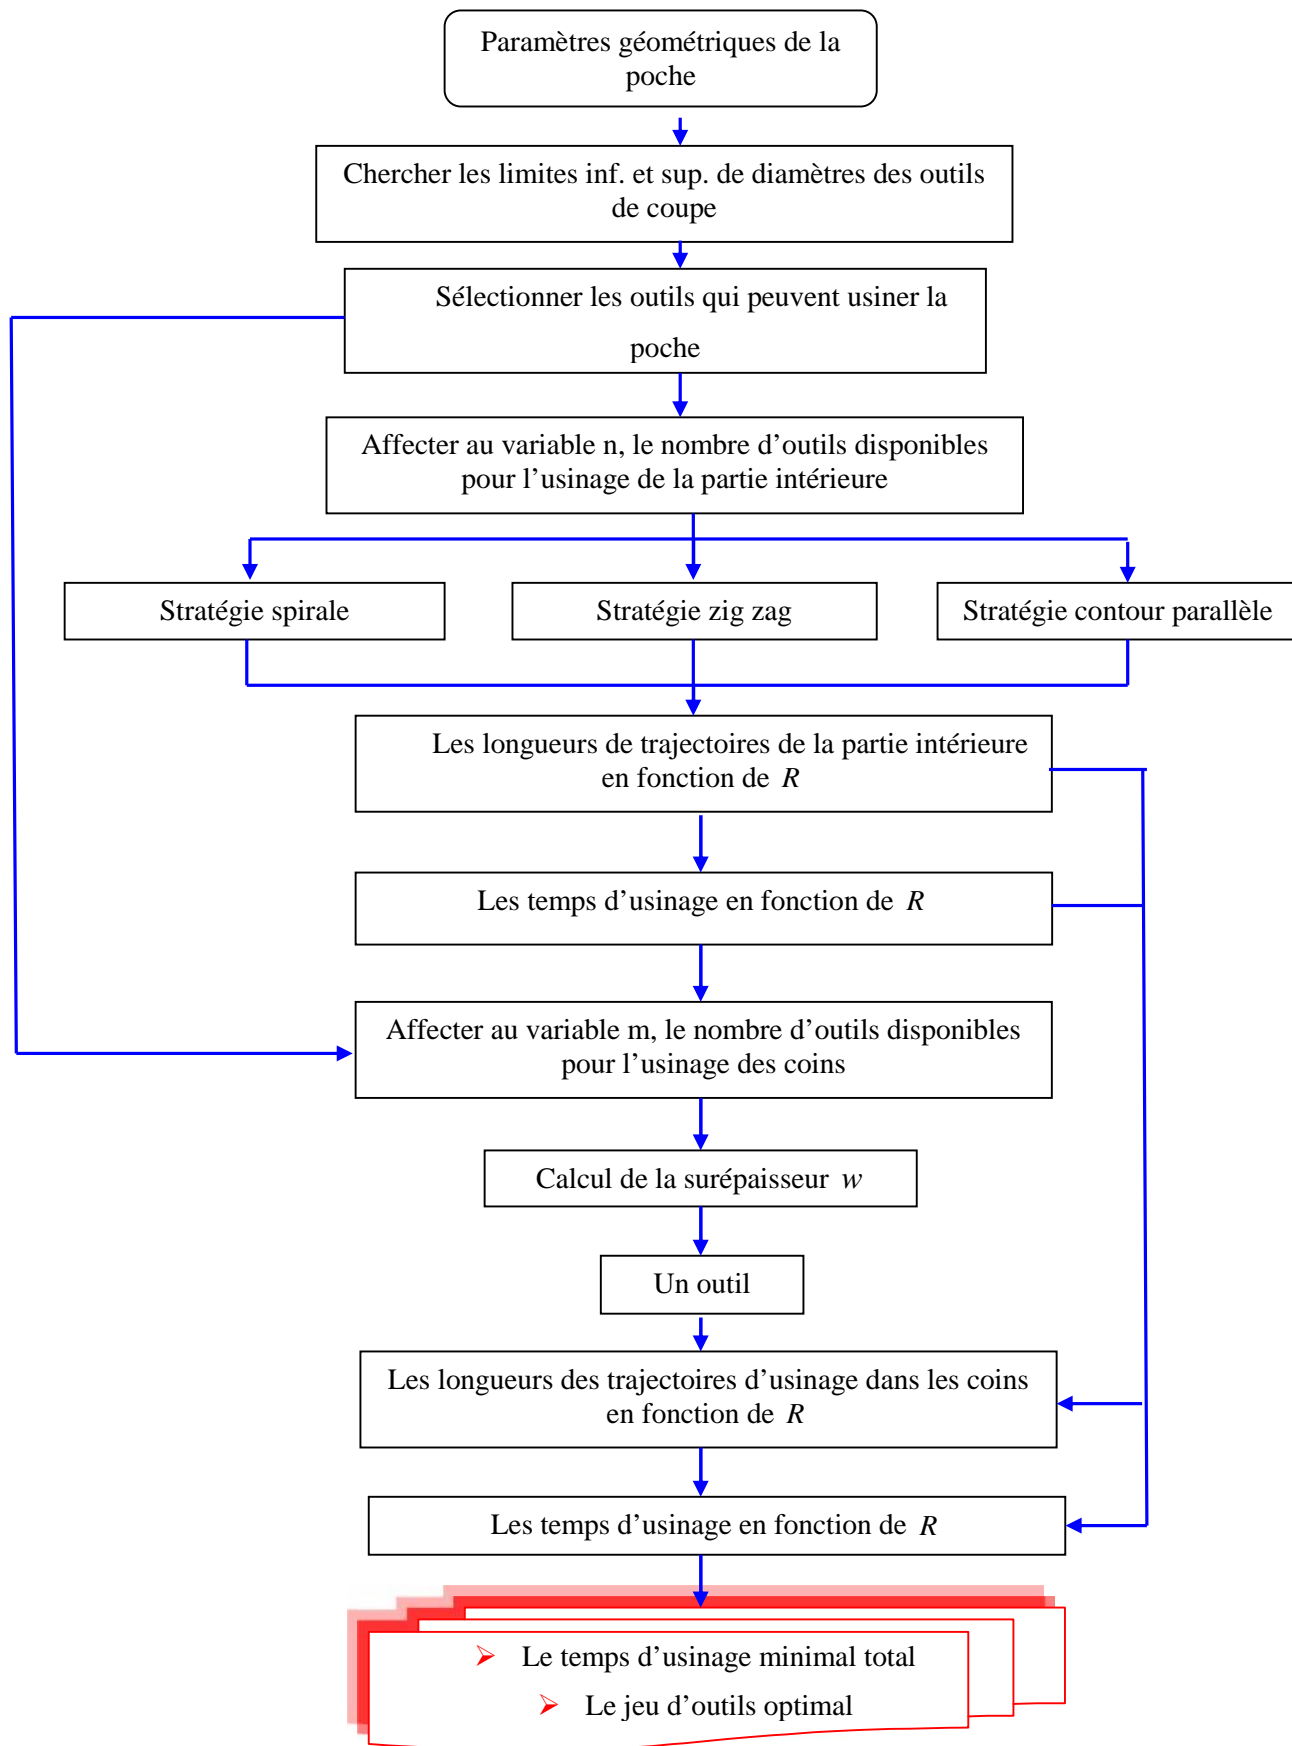 Paramètres géométriques de la
poche
Chercher les limites inf. et sup. de diamètres des outils
de coupe
Sélectionner les outils qui peuvent usiner la
poche
Affecter au variable n, le nombre d’outils disponibles
pour l’usinage de la partie intérieure
Stratégie spirale
Stratégie zig zag
Stratégie contour parallèle
Les longueurs de trajectoires de la partie intérieure
en fonction de R
Les temps d’usinage en fonction de R
Affecter au variable m, le nombre d’outils disponibles
pour l’usinage des coins
Calcul de la surépaisseur w
Un outil
Les longueurs des trajectoires d’usinage dans les coins
en fonction de R
Les temps d’usinage en fonction de R
➢ Le temps d’usinage minimal total
➢ Le jeu d’outils optimal